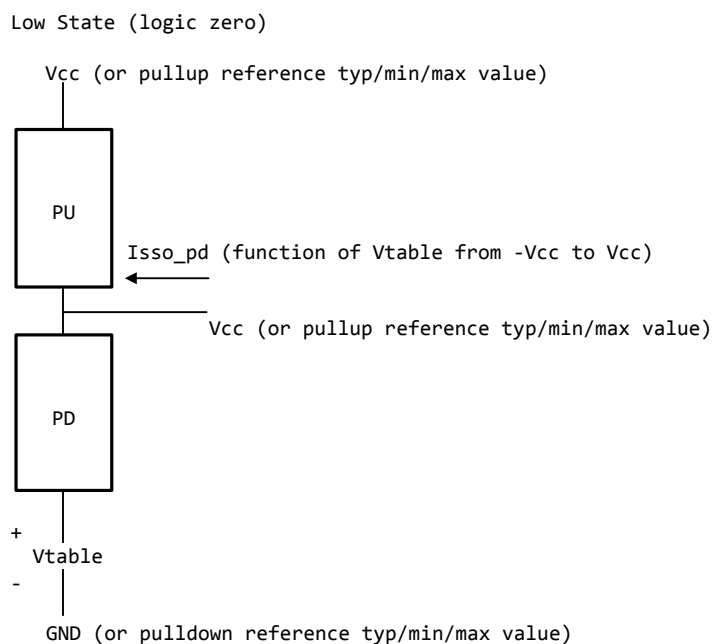 Low State (logic zero)
Vcc (or pullup reference typ/min/max value)
PU
Isso_pd (function of Vtable from -Vcc to Vcc)
Vcc (or pullup reference typ/min/max value)
PD
+
Vtable
-
GND (or pulldown reference typ/min/max value)